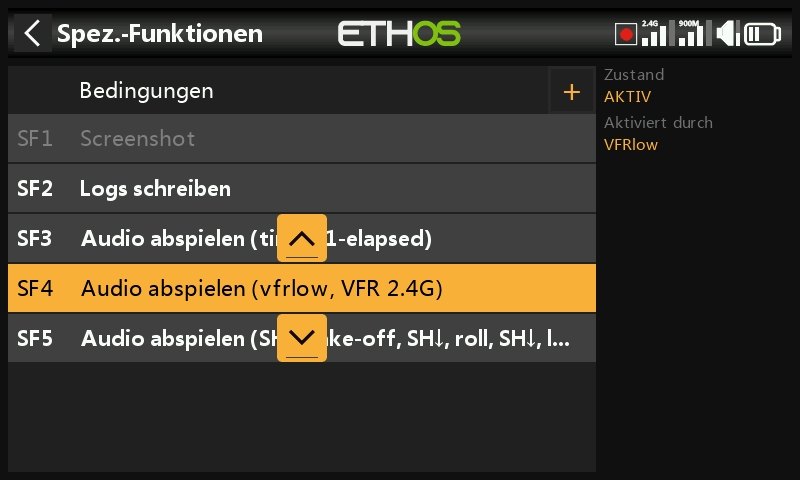 Spez.-Funktionen
ETHOS
2.4G
900M
Bedingungen
+
SF1 Screenshot
SF2 Logs schreiben
SF3 Audio abspielen (ti 1-elapsed)
SF4 Audio abspielen (vfrlow, VFR 2.4G)
SF5 Audio abspielen (SH ke-off, SH↓, roll, SH↓, l...
Zustand
AKTIV
Aktiviert durch
VFRlow